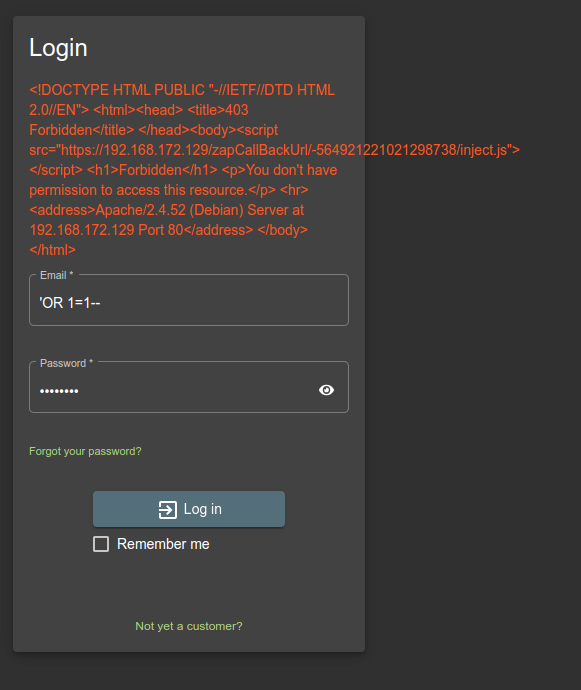 Login
<!DOCTYPE HTML PUBLIC "-//IETF//DTD HTML
2.0//EN"> <html><head> <title>403
Forbidden</title> </head><body><script
src="https://192.168.172.129/zapCallBackUrl/-564921221021298738/inject.js">
</script> <h1>Forbidden</h1> <p>You don't have
permission to access this resource.</p> <hr>
<address>Apache/2.4.52 (Debian) Server at
192.168.172.129 Port 80</address> </body>
</html>
Email *
'OR 1=1--
Password *
••••••••
Forgot your password?
Log in
Remember me
Not yet a customer?